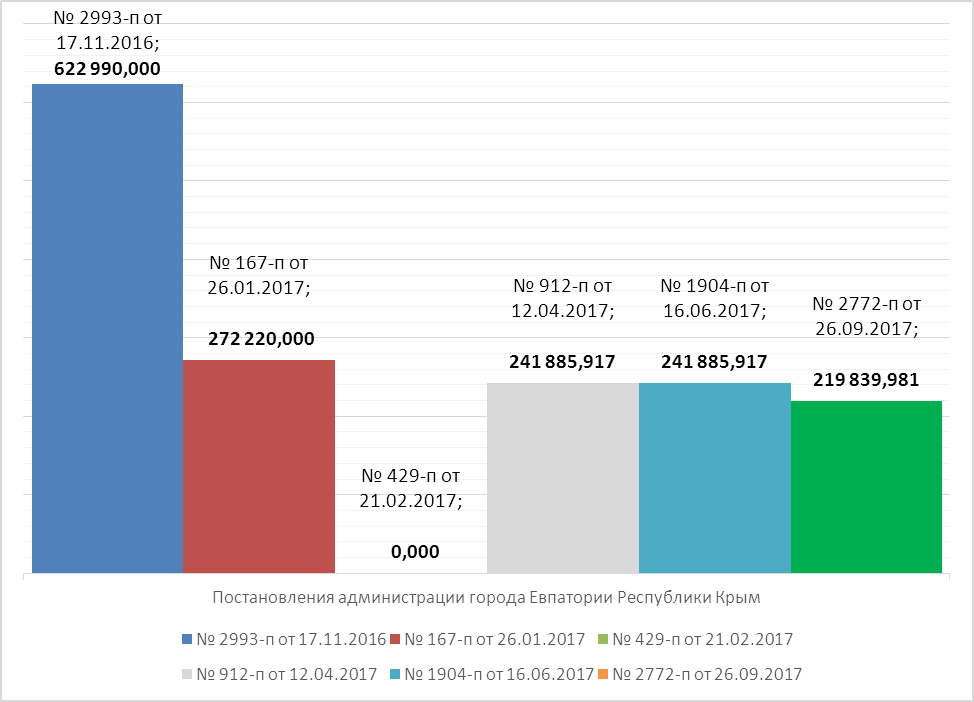 № 2993-п от
17.11.2016;
622 990,000
№ 167-п от
26.01.2017;
272 220,000
№ 429-п от
21.02.2017;
0,000
№ 912-п от
12.04.2017;
241 885,917
№ 1904-п от
16.06.2017;
241 885,917
№ 2772-п от
26.09.2017;
219 839,981
Постановления администрации города Евпатории Республики Крым
№ 2993-п от 17.11.2016 № 167-п от 26.01.2017 № 429-п от 21.02.2017
№ 912-п от 12.04.2017 № 1904-п от 16.06.2017 № 2772-п от 26.09.2017